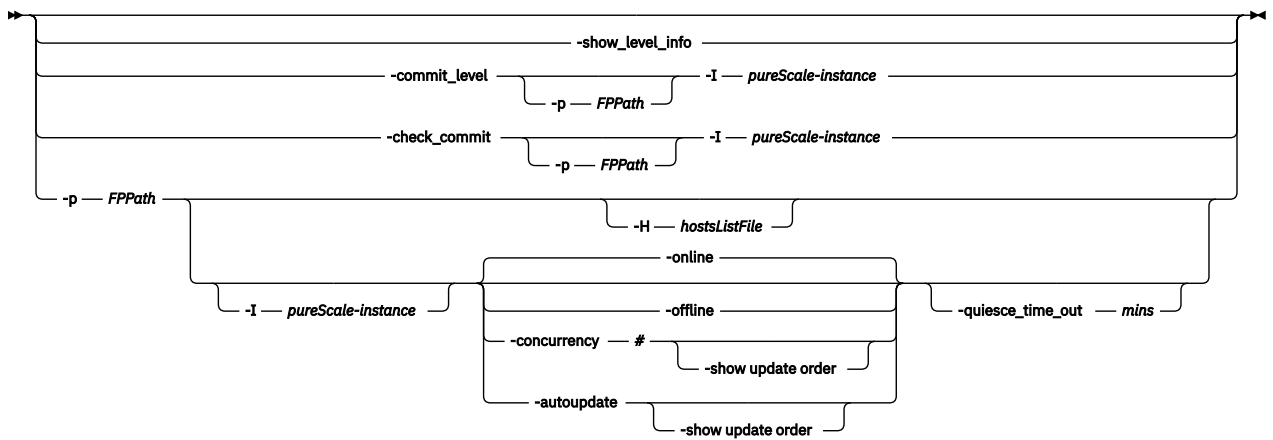 -show_level_info
-commit_level -I pureScale-instance
-p FPPath
-check_commit -I pureScale-instance
-p FPPath
-p FPPath
-H hostsListFile
-online
-I pureScale-instance -offline -quiesce_time_out mins
-concurrency #
-show update order
-autoupdate
-show update order